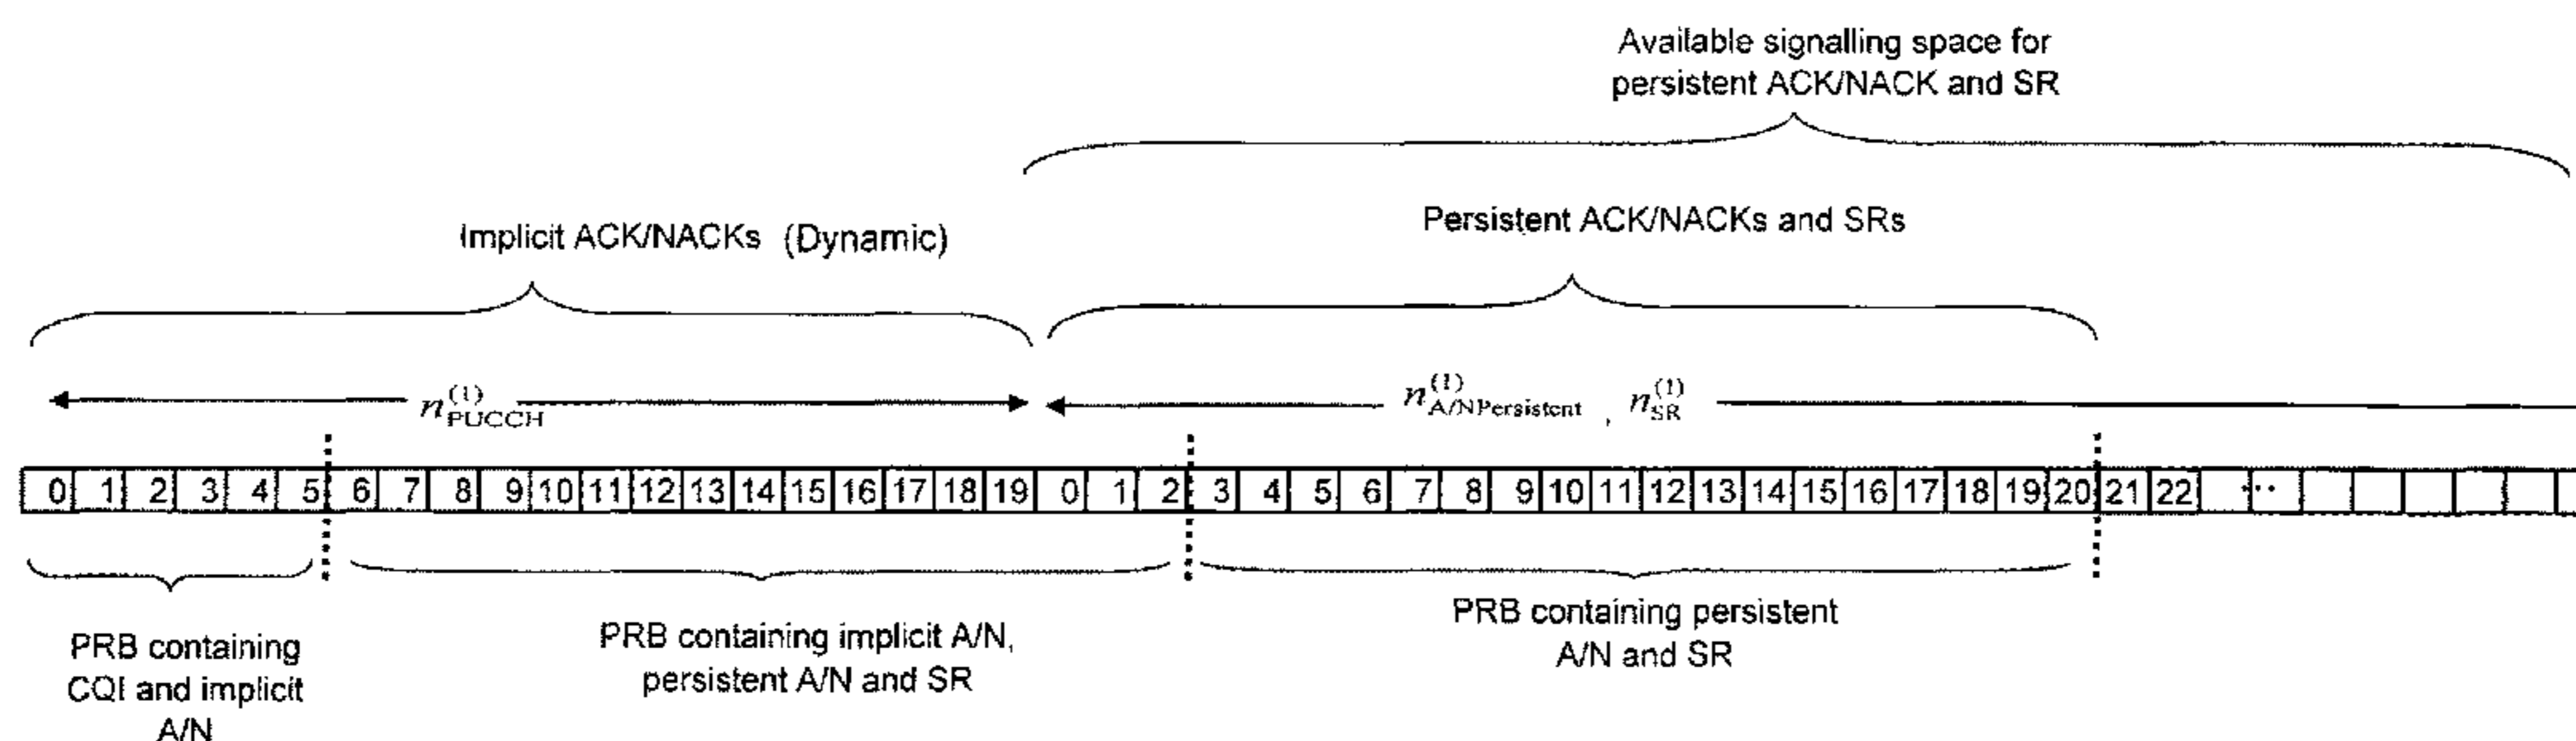 Available signalling space for
persistent ACK/NACK and SR
Implicit ACK/NACKs (Dynamic)
Persistent ACK/NACKs and SRs
n(1)PUCCH
n(1)A/NPersistent , n(1)SR
0 1 2 3 4 5 6 7 8 9 10 11 12 13 14 15 16 17 18 19 0 1 2 3 4 5 6 7 8 9 10 11 12 13 14 15 16 17 18 19 20 21 22 ...
PRB containing
CQI and implicit
A/N
PRB containing implicit A/N,
persistent A/N and SR
PRB containing persistent
A/N and SR